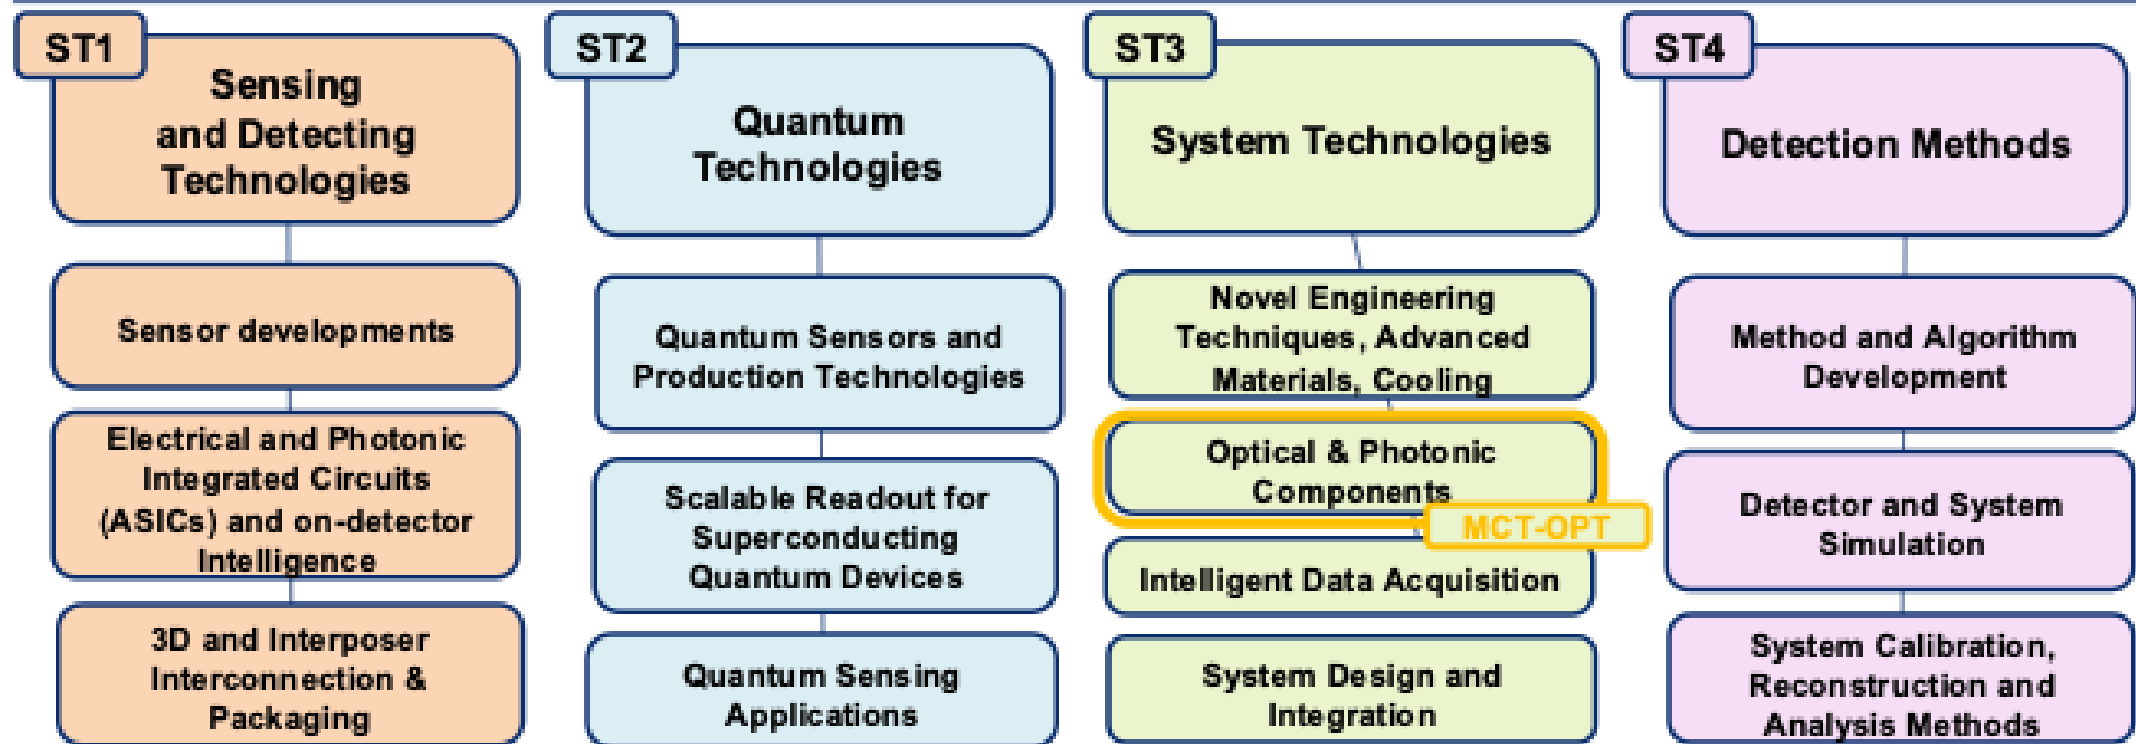 ST1
Sensing
and Detecting
Technologies
Sensor developments
Electrical and Photonic
Integrated Circuits
(ASICs) and on-detector
Intelligence
3D and Interposer
Interconnection &
Packaging
ST2
Quantum
Technologies
Quantum Sensors and
Production Technologies
Scalable Readout for
Superconducting
Quantum Devices
Quantum Sensing
Applications
ST3
System Technologies
Novel Engineering
Techniques, Advanced
Materials, Cooling
Optical & Photonic
Components
MCT-OPT
Intelligent Data Acquisition
System Design and
Integration
ST4
Detection Methods
Method and Algorithm
Development
Detector and System
Simulation
System Calibration,
Reconstruction and
Analysis Methods